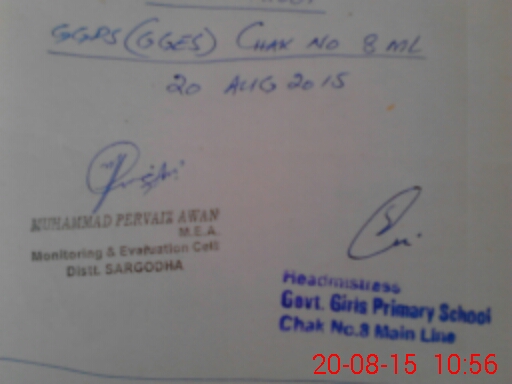 GGPS (GGES) CHAK NO 8 ML
20 AUG 2015
MUHAMMAD PERVAIZ AWAN
M.E.A.
Monitoring & Evaluation Cell
Distt. SARGODHA
Headmistress
Govt. Girls Primary School
Chak No.8 Main Line
20-08-15 10:56